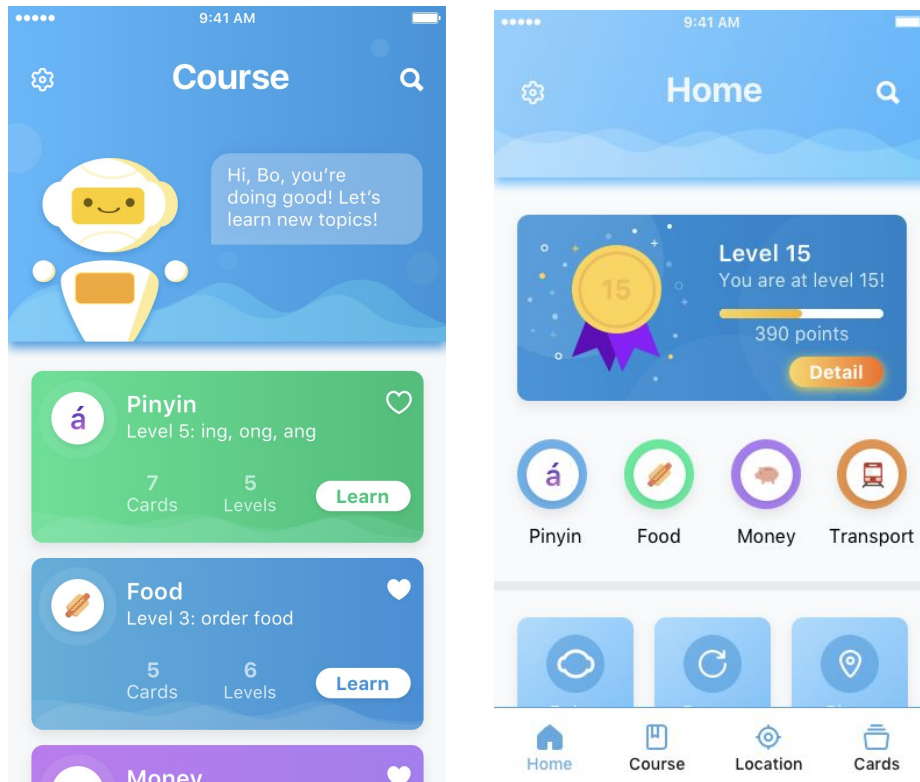 9:41 AM
Course
Hi, Bo, you're
doing good! Let's
learn new topics!
á
Pinyin
Level 5: ing, ong, ang
7
Cards
5
Levels
Learn
Food
Level 3: order food
5
Cards
6
Levels
Learn
Money
9:41 AM
Home
15
Level 15
You are at level 15!
390 points
Detail
á
Pinyin
Food
Money
Transport
Home
Course
Location
Cards